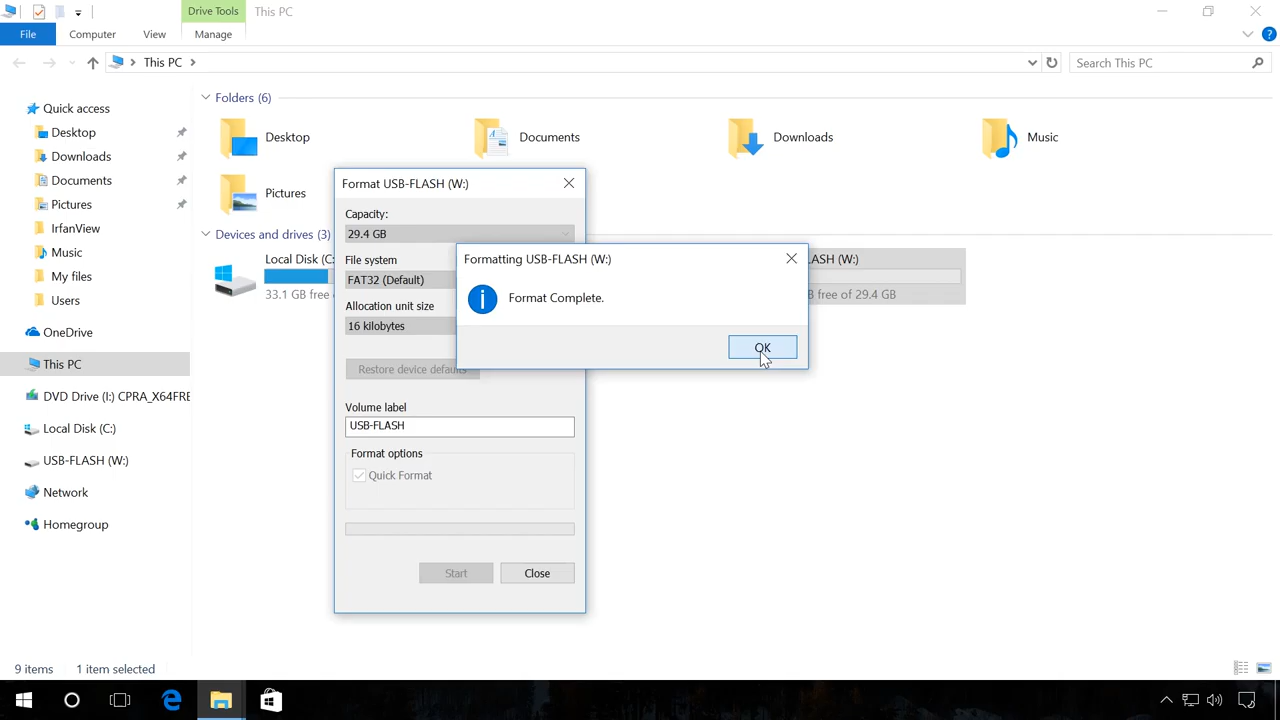 Drive Tools
This PC
File
Computer
View
Manage
?
This PC
Search This PC
Quick access
Desktop
Downloads
Documents
Pictures
IrfanView
Music
My files
Users
OneDrive
This PC
DVD Drive (I:) CPRA_X64FRE
Local Disk (C:)
USB-FLASH (W:)
Network
Homegroup
Folders (6)
Desktop
Documents
Downloads
Music
Pictures
Devices and drives (3)
Local Disk (C:
33.1 GB free
LASH (W:)
B free of 29.4 GB
Format USB-FLASH (W:)
Capacity:
29.4 GB
File system
FAT32 (Default)
Allocation unit size
16 kilobytes
Restore device defaults
Volume label
USB-FLASH
Format options
Quick Format
Start
Close
Formatting USB-FLASH (W:)
Format Complete.
OK
9 items
1 item selected